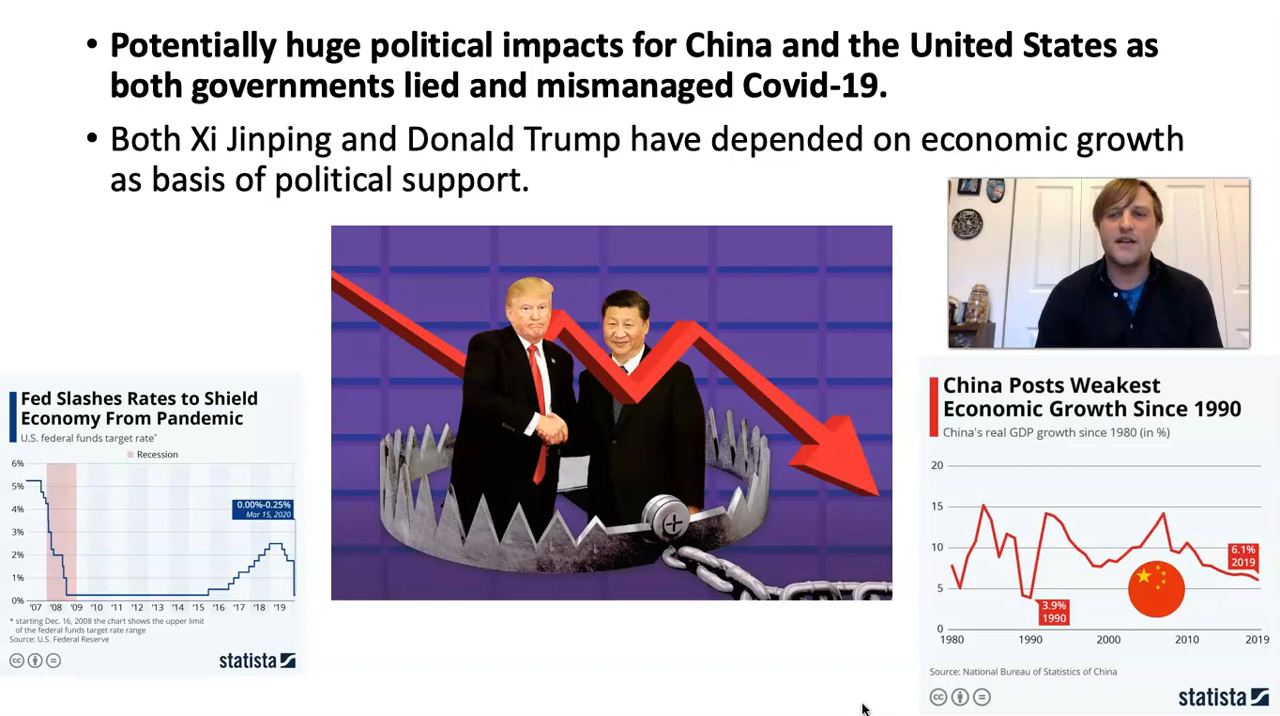 • Potentially huge political impacts for China and the United States as
both governments lied and mismanaged Covid-19.
• Both Xi Jinping and Donald Trump have depended on economic growth
as basis of political support.
Fed Slashes Rates to Shield
Economy From Pandemic
U.S. federal funds target rate*
Recession
6%
5%
4%
3%
2%
1%
0%
0.00%-0.25%
Mar 15, 2020
'07 '08 '09 '10 '11 '12 '13 '14 '15 '16 '17 '18 '19
* starting Dec. 16, 2008 the chart shows the upper limit
of the federal funds target rate range
Source: U.S. Federal Reserve
cc
statista
China Posts Weakest
Economic Growth Since 1990
China's real GDP growth since 1980 (in %)
20
15
10
5
0
6.1%
2019
3.9%
1990
1980 1990 2000 2010 2019
Source: National Bureau of Statistics of China
cc
statista